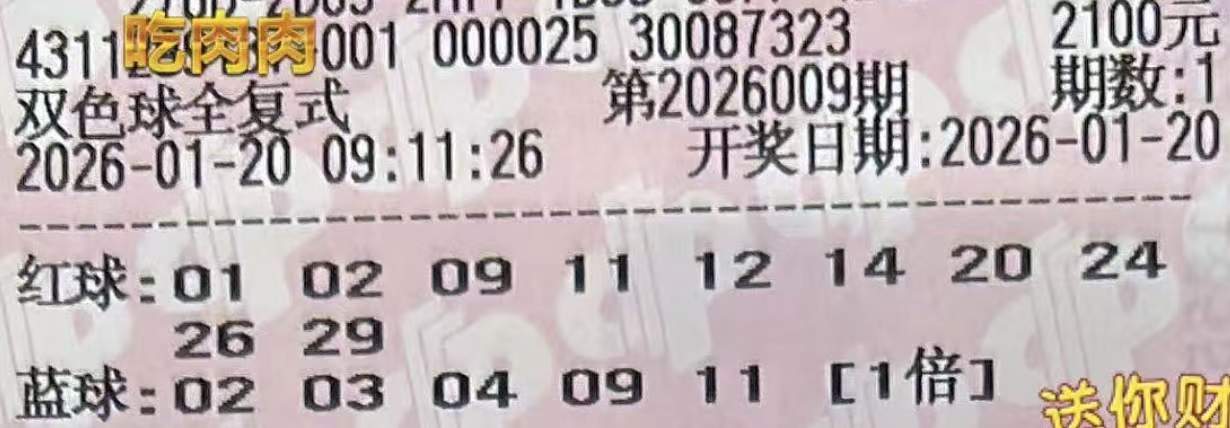 43112 吃肉肉 001 000025 30087323 2100元
双色球全复式 第2026009期 期数:1
2026-01-20 09:11:26 开奖日期:2026-01-20
红球:01 02 09 11 12 14 20 24
26 29
蓝球:02 03 04 09 11 [1倍]
送你财